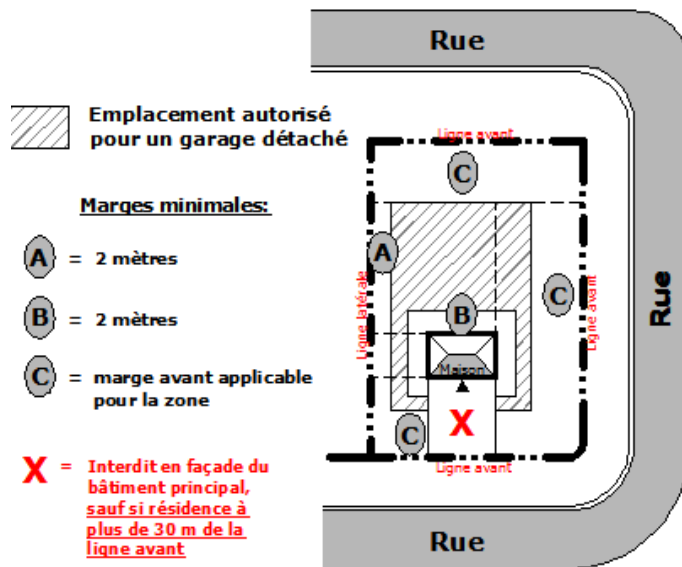 Rue
Emplacement autorisé
pour un garage détaché
Ligne avant
C
Marges minimales:
A = 2 mètres
A
B = 2 mètres
C
Ligne avant
Rue
Ligne latérale
B
C = marge avant applicable
pour la zone
Maison
C
X
Ligne avant
X = Interdit en façade du
bâtiment principal,
sauf si résidence à
plus de 30 m de la
ligne avant
Rue